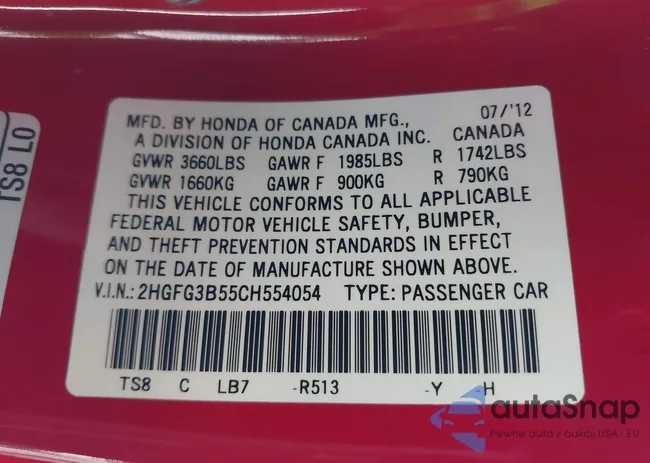 TS8 LO
07/'12
MFD. BY HONDA OF CANADA MFG.,
A DIVISION OF HONDA CANADA INC. CANADA
GVWR 3660LBS GAWR F 1985LBS R 1742LBS
GVWR 1660KG GAWR F 900KG R 790KG
THIS VEHICLE CONFORMS TO ALL APPLICABLE
FEDERAL MOTOR VEHICLE SAFETY, BUMPER,
AND THEFT PREVENTION STANDARDS IN EFFECT
ON THE DATE OF MANUFACTURE SHOWN ABOVE.
V.I.N.: 2HGFG3B55CH554054 TYPE: PASSENGER CAR
TS8 C LB7 -R513 -Y H
autaSnap
Pewne auta z aukcji USA - EU